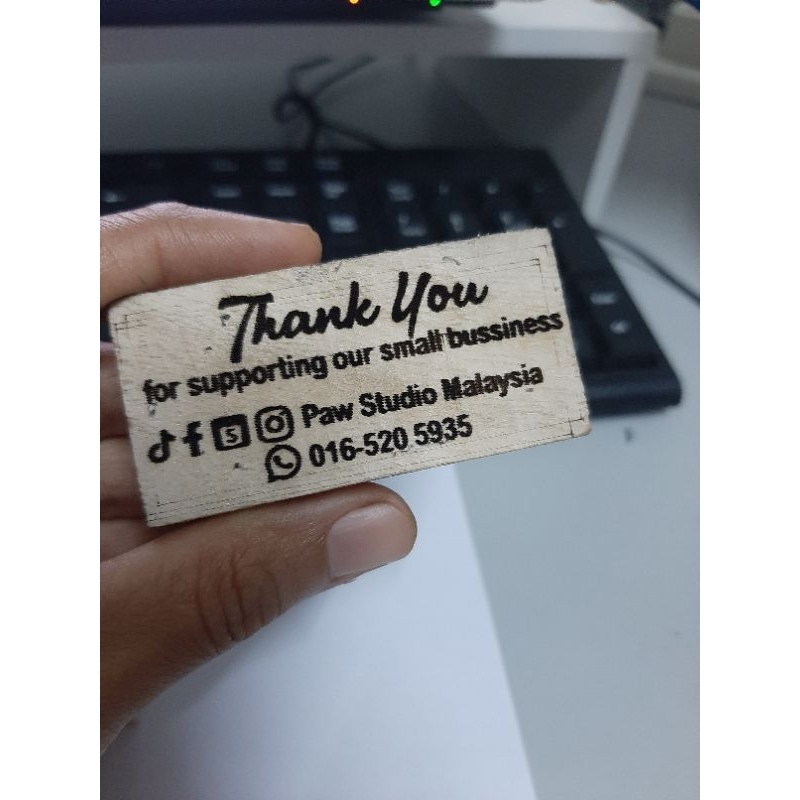 Thank You
for supporting our small bussiness
Paw Studio Malaysia
016-520 5935